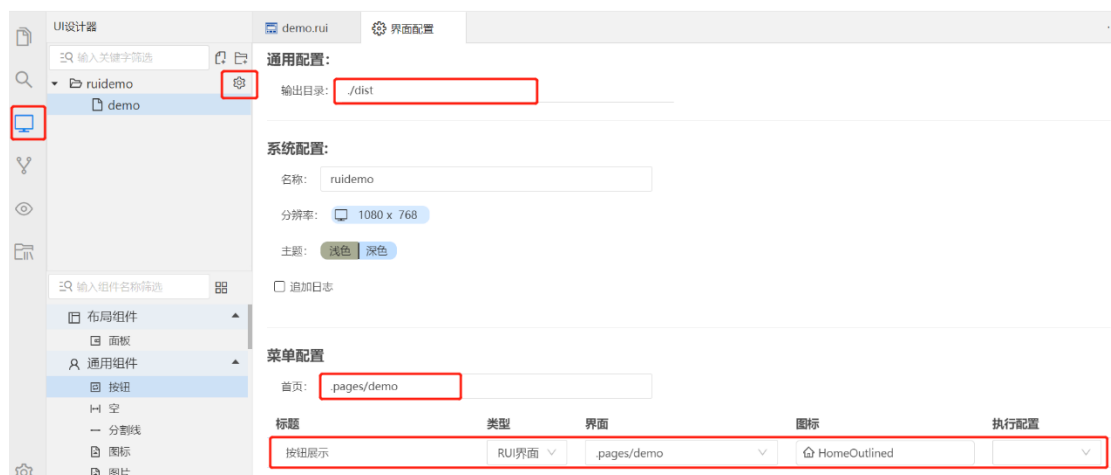 UI设计器
输入关键字筛选
ruidemo
demo
输入组件名称筛选
布局组件
面板
通用组件
按钮
空
分割线
图标
图片
demo.rui
界面配置
通用配置:
输出目录: ./dist
系统配置:
名称: ruidemo
分辨率: 1080 x 768
主题: 浅色 深色
追加日志
菜单配置
首页: .pages/demo
标题 类型 界面 图标 执行配置
按钮展示 RUI界面 .pages/demo HomeOutlined